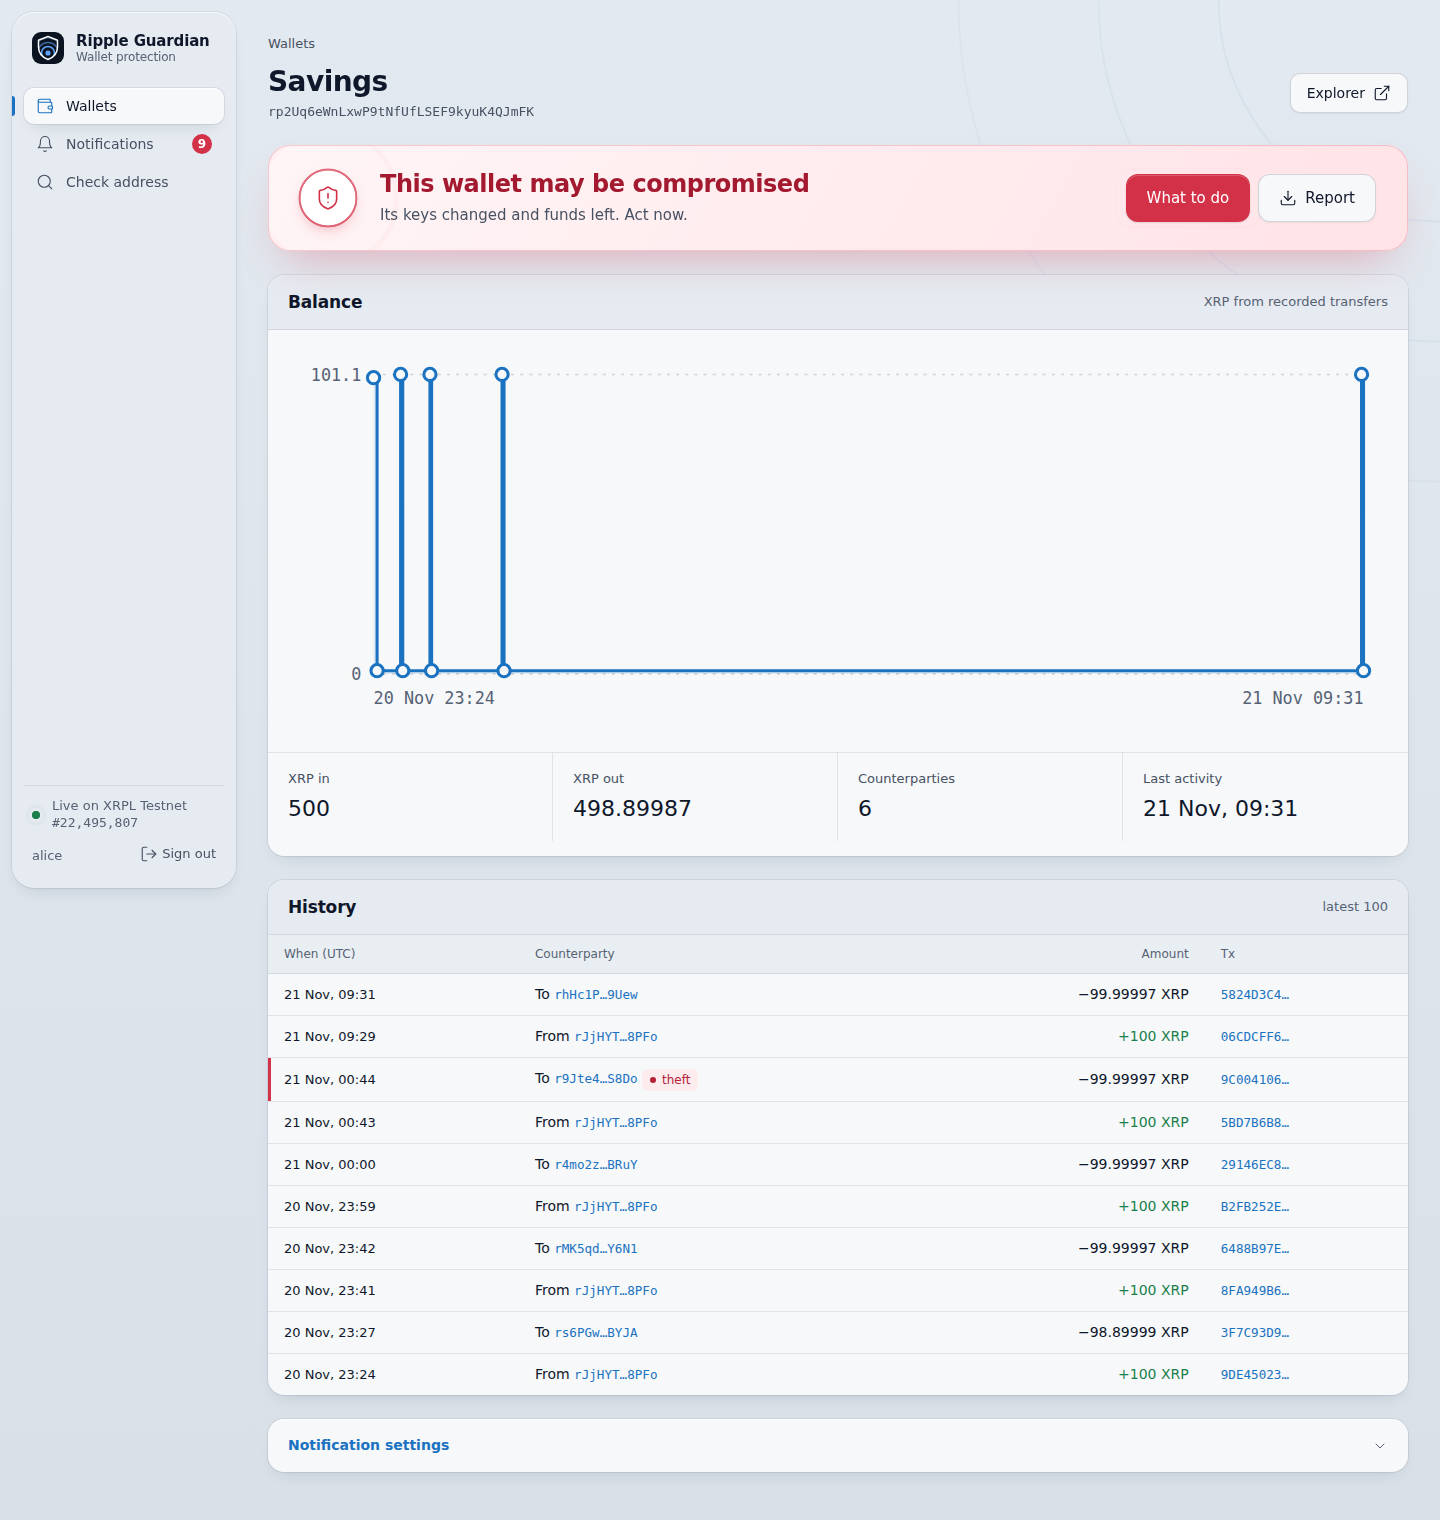 Ripple Guardian
Wallet protection
Wallets
Notifications 9
Check address
Live on XRPL Testnet
#22,495,807
alice Sign out
Wallets
Savings
rp2Uq6eWnLxwP9tNfUfLSEF9kyuK4QJmFK
Explorer
This wallet may be compromised
Its keys changed and funds left. Act now.
What to do
Report
Balance
XRP from recorded transfers
101.1
0
20 Nov 23:24
21 Nov 09:31
XRP in
500
XRP out
498.89987
Counterparties
6
Last activity
21 Nov, 09:31
History
latest 100
When (UTC) Counterparty Amount Tx
21 Nov, 09:31 To rhHc1P…9Uew −99.99997 XRP 5824D3C4…
21 Nov, 09:29 From rJjHYT…8PFo +100 XRP 06CDCFF6…
21 Nov, 00:44 To r9Jte4…S8Do theft −99.99997 XRP 9C004106…
21 Nov, 00:43 From rJjHYT…8PFo +100 XRP 5BD7B6B8…
21 Nov, 00:00 To r4mo2z…BRuY −99.99997 XRP 29146EC8…
20 Nov, 23:59 From rJjHYT…8PFo +100 XRP B2FB252E…
20 Nov, 23:42 To rMK5qd…Y6N1 −99.99997 XRP 6488B97E…
20 Nov, 23:41 From rJjHYT…8PFo +100 XRP 8FA949B6…
20 Nov, 23:27 To rs6PGw…BYJA −98.89999 XRP 3F7C93D9…
20 Nov, 23:24 From rJjHYT…8PFo +100 XRP 9DE45023…
Notification settings